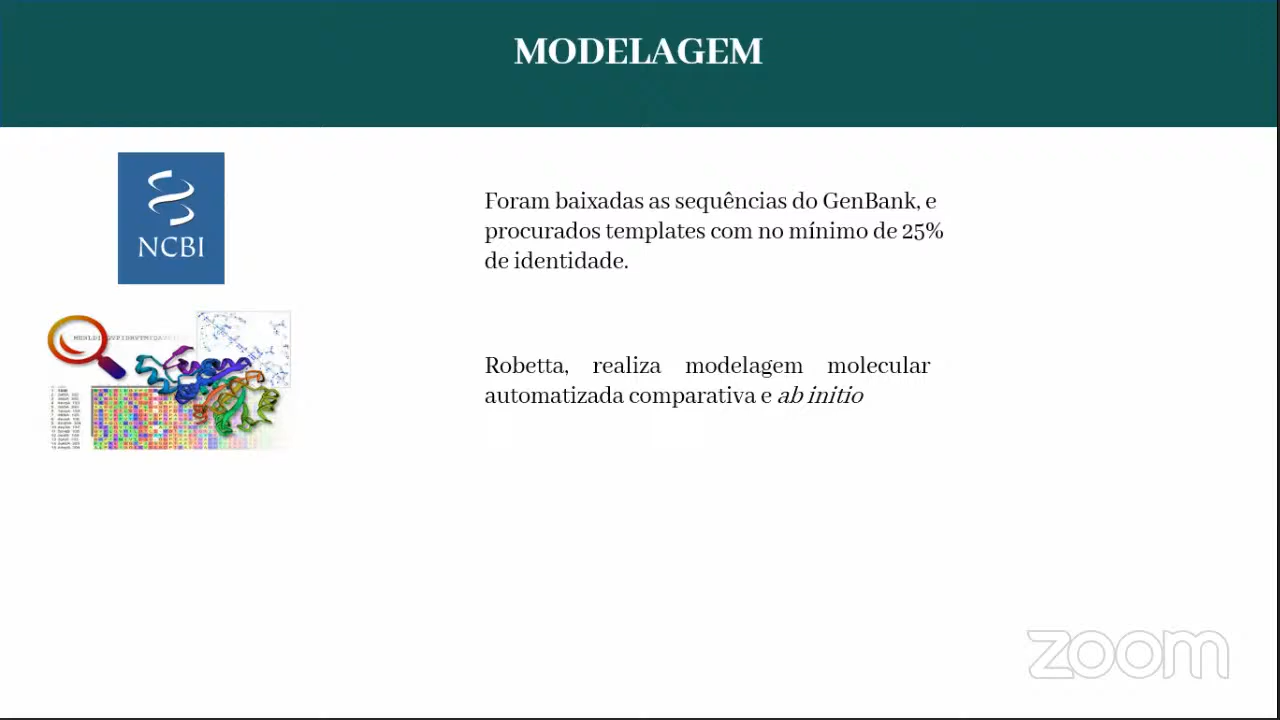 MODELAGEM
NCBI
Foram baixadas as sequências do GenBank, e
procurados templates com no mínimo de 25%
de identidade.
Robetta, realiza modelagem molecular
automatizada comparativa e ab initio
zoom